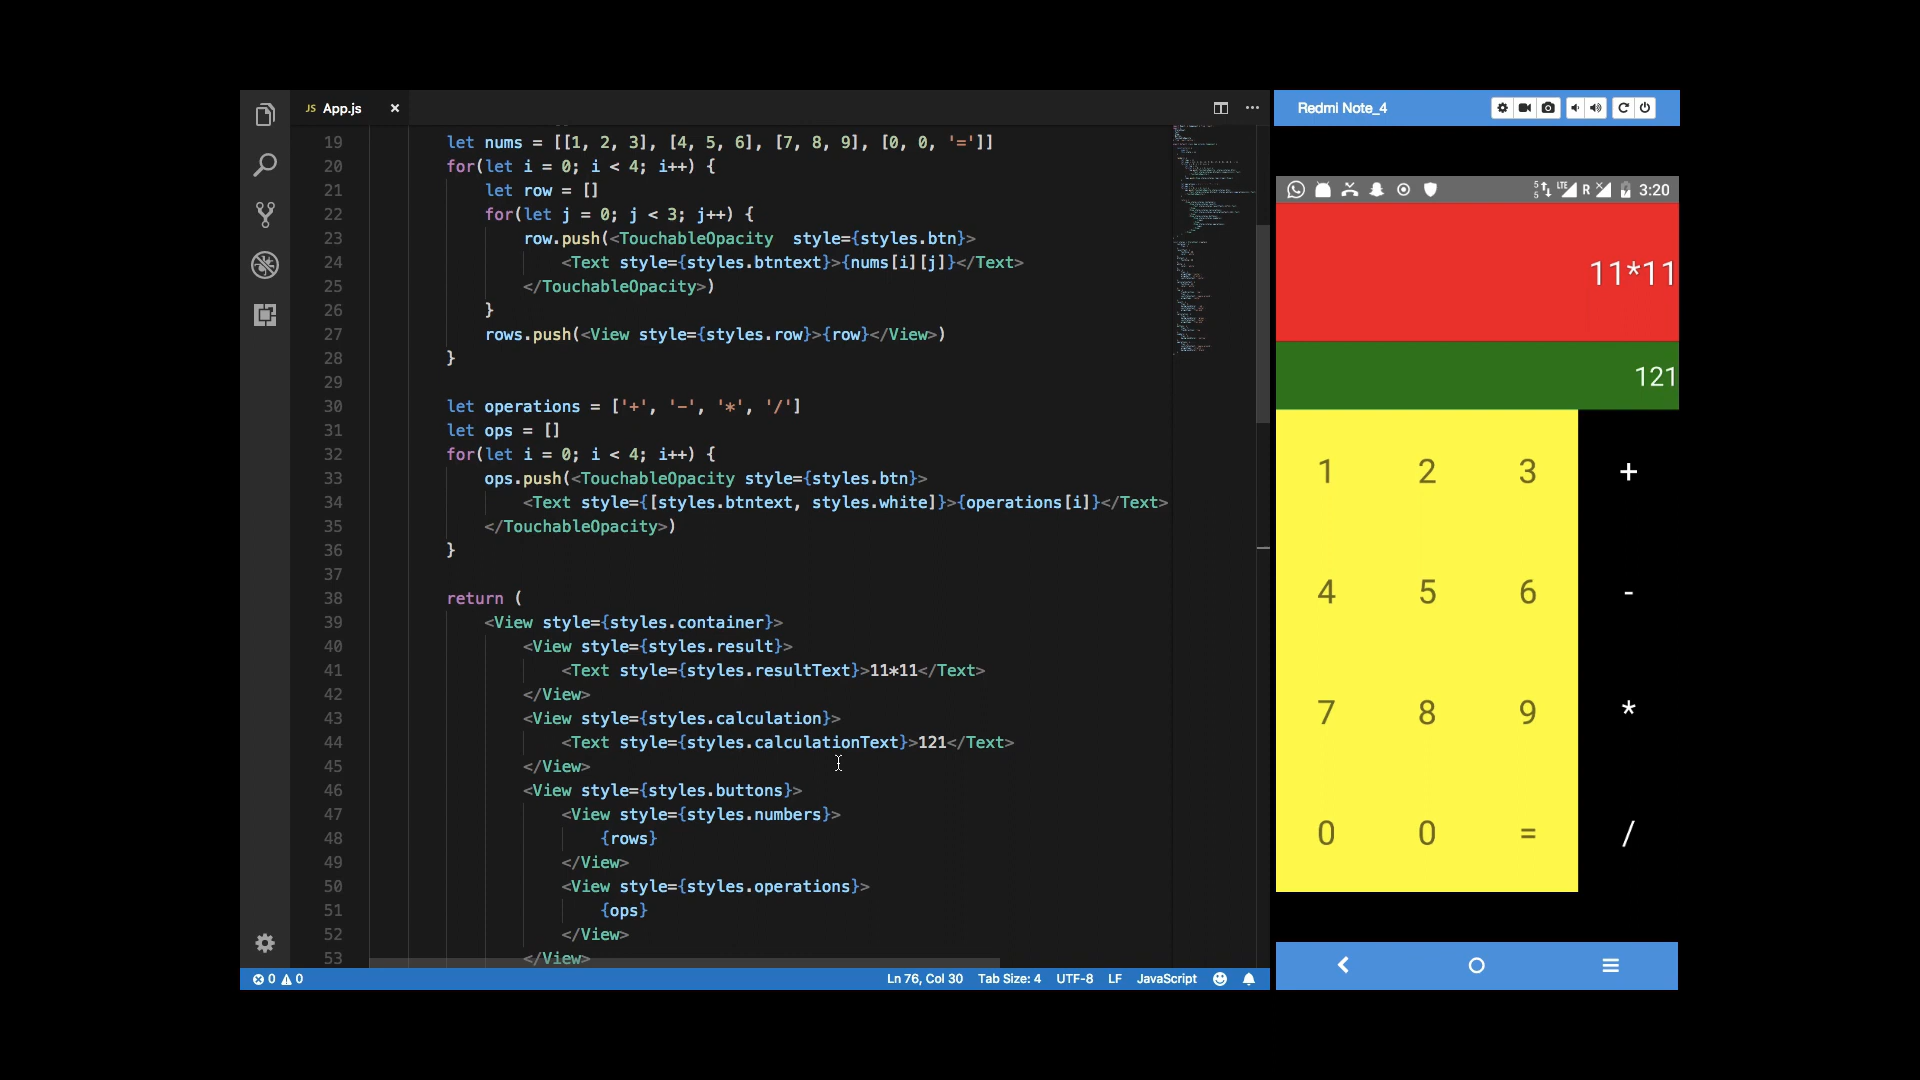 JS App.js ×
19 let nums = [[1, 2, 3], [4, 5, 6], [7, 8, 9], [0, 0, '=']]
20 for(let i = 0; i < 4; i++) {
21 let row = []
22 for(let j = 0; j < 3; j++) {
23 row.push(<TouchableOpacity  style={styles.btn}>
24 <Text style={styles.btntext}>{nums[i][j]}</Text>
25 </TouchableOpacity>)
26 }
27 rows.push(<View style={styles.row}>{row}</View>)
28 }
29
30 let operations = ['+', '-', '*', '/']
31 let ops = []
32 for(let i = 0; i < 4; i++) {
33 ops.push(<TouchableOpacity style={styles.btn}>
34 <Text style={[styles.btntext, styles.white]}>{operations[i]}</Text>
35 </TouchableOpacity>)
36 }
37
38 return (
39 <View style={styles.container}>
40 <View style={styles.result}>
41 <Text style={styles.resultText}>11*11</Text>
42 </View>
43 <View style={styles.calculation}>
44 <Text style={styles.calculationText}>121</Text>
45 </View>
46 <View style={styles.buttons}>
47 <View style={styles.numbers}>
48 {rows}
49 </View>
50 <View style={styles.operations}>
51 {ops}
52 </View>
53 </View>
0 0 Ln 76, Col 30 Tab Size: 4 UTF-8 LF JavaScript
Redmi Note_4
5 5 LTE R 3:20
11*11
121
1 2 3 +
4 5 6 -
7 8 9 *
0 0 = /